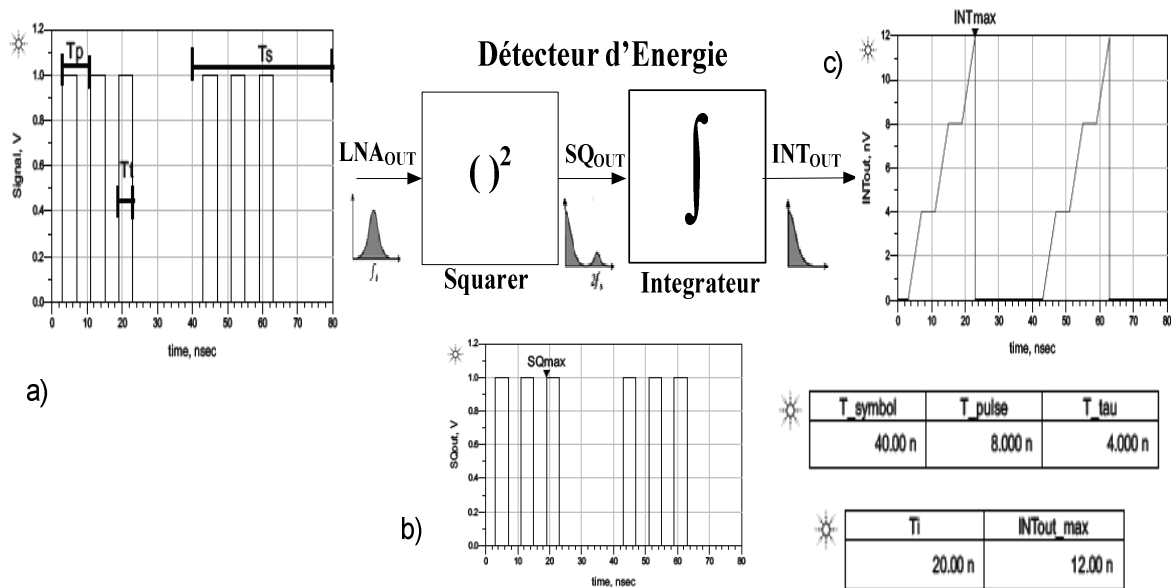 Détecteur d'Energie
a)
1.2
1.0
0.8
0.6
0.4
0.2
0.0
Signal, V
Tp
Ts
0 10 20 30 40 50 60 70 80
time, nsec
LNAOUT
( )²
Squarer
SQOUT
2fₒ
∫
Integrateur
INTOUT
c)
INTmax
12
10
8
6
4
2
0
INTout, nV
0 10 20 30 40 50 60 70 80
time, nsec
b)
SQmax
1.2
1.0
0.8
0.6
0.4
0.2
0.0
SQout, V
0 10 20 30 40 50 60 70 80
time, nsec
T_symbol T_pulse T_tau
40.00 n 8.000 n 4.000 n
Ti INTout_max
20.00 n 12.00 n